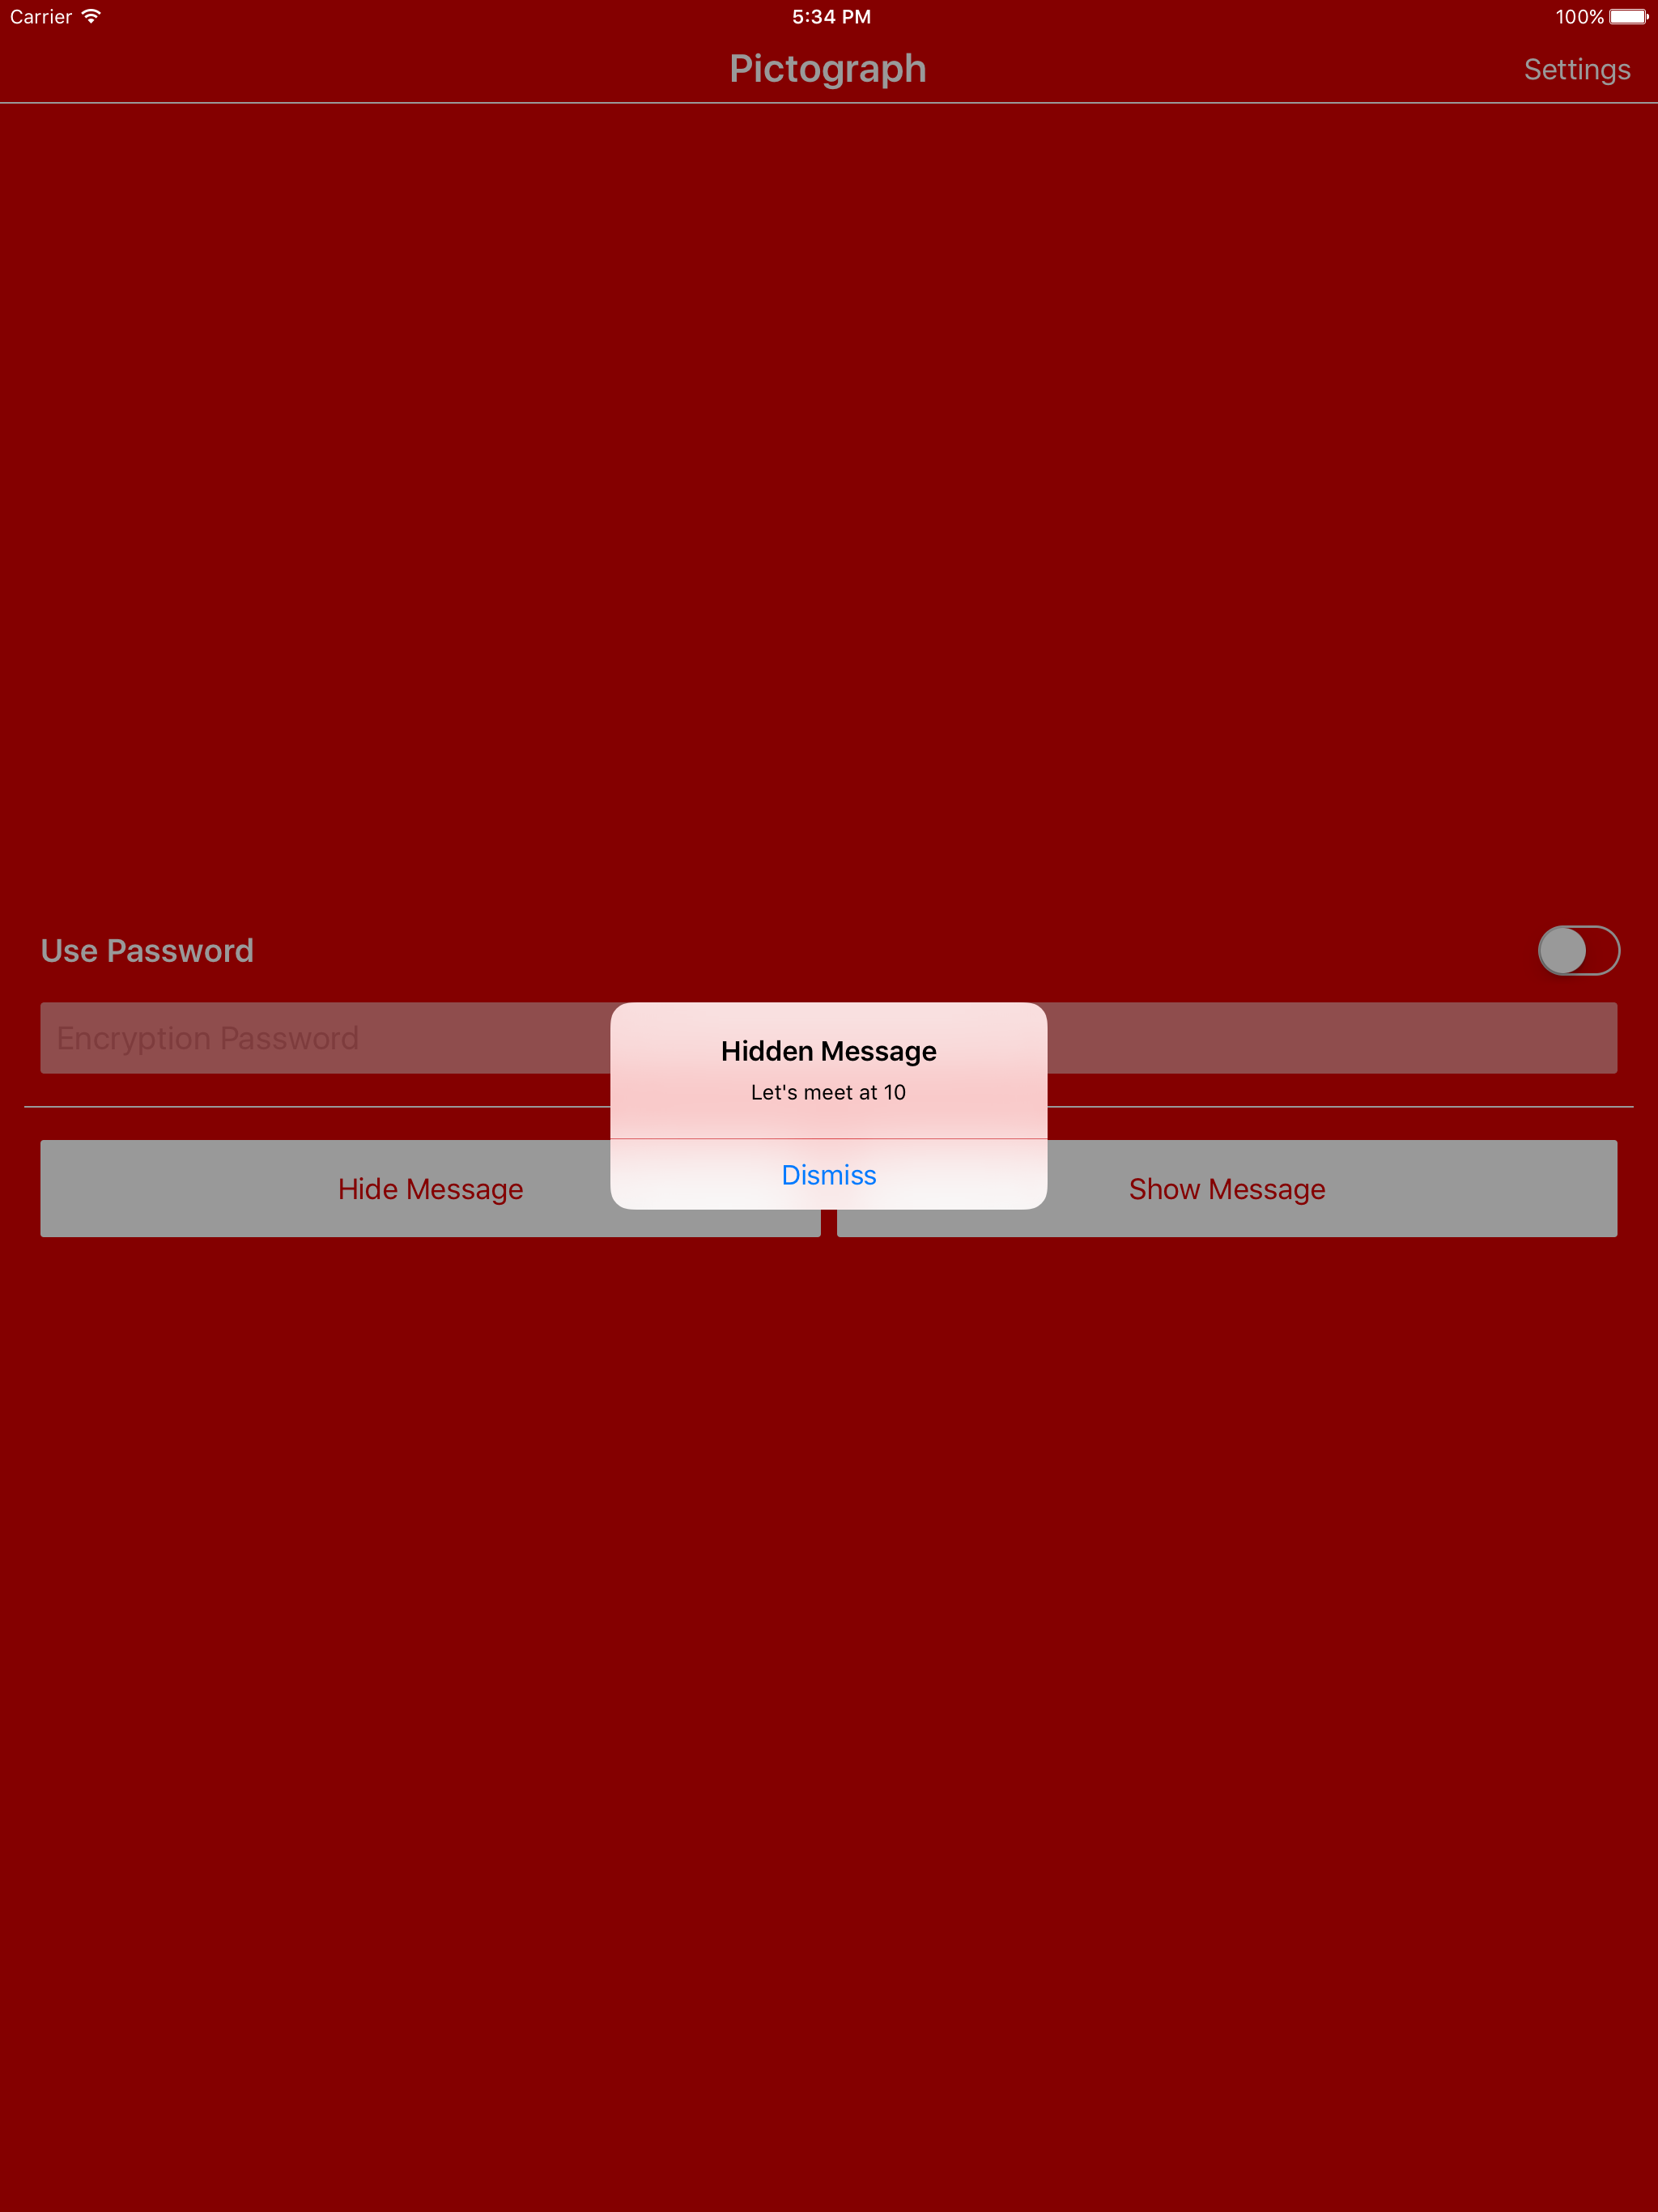 Carrier 5:34 PM 100%
Pictograph Settings
Use Password
Encryption Password
Hidden Message
Let's meet at 10
Dismiss
Hide Message Show Message